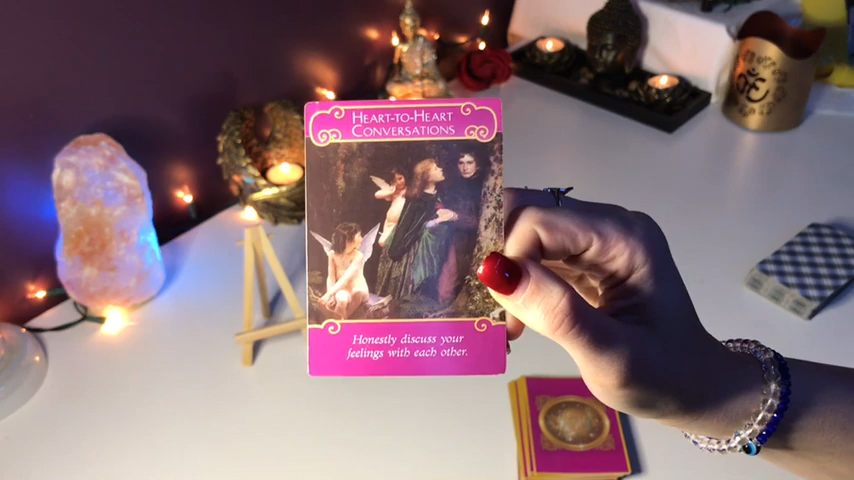 HEART-TO-HEART
CONVERSATIONS
Honestly discuss your
feelings with each other.